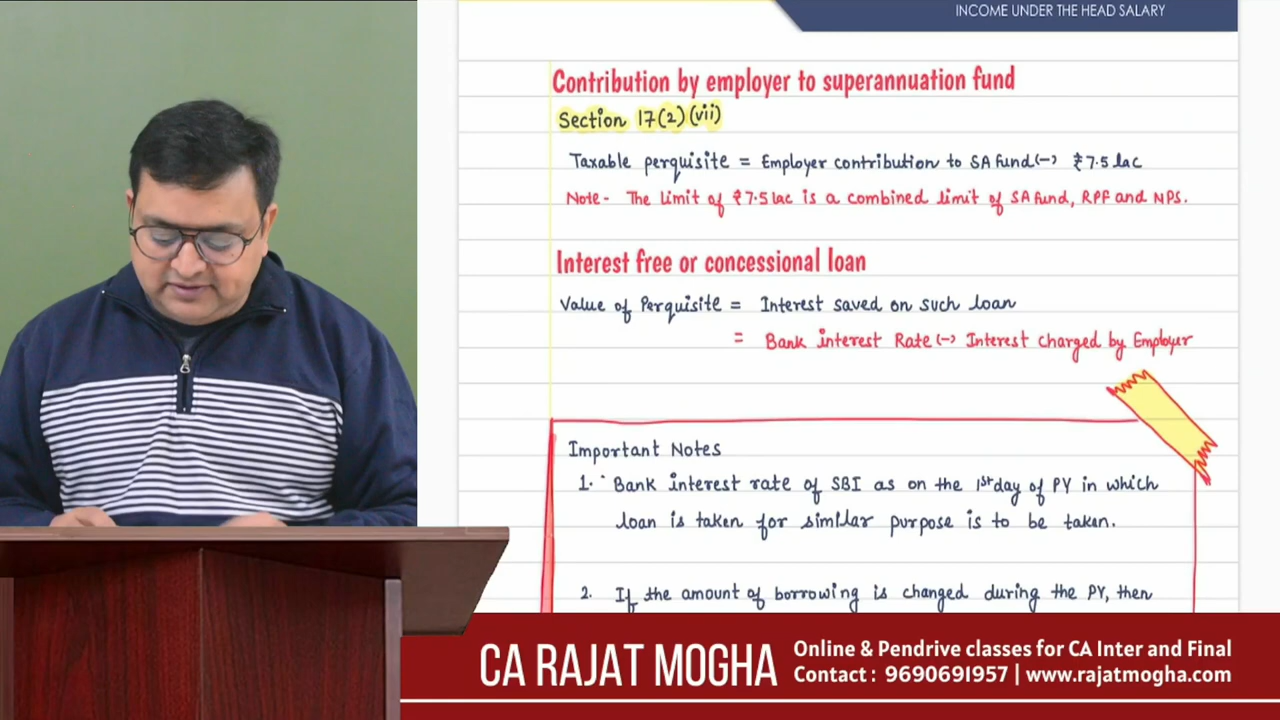 INCOME UNDER THE HEAD SALARY
Contribution by employer to superannuation fund
Section 17(2)(vii)
Taxable perquisite = Employer contribution to SA fund (-) ₹7.5 lac
Note- The Limit of ₹7.5 lac is a combined limit of SA fund, RPF and NPS.
Interest free or concessional loan
Value of Perquisite = Interest saved on such loan
= Bank interest Rate (-) Interest charged by Employer
Important Notes
1. Bank interest rate of SBI as on the 1st day of PY in which
loan is taken for similar purpose is to be taken.
2. If the amount of borrowing is changed during the PY, then
CA RAJAT MOGHA
Online & Pendrive classes for CA Inter and Final
Contact : 9690691957 | www.rajatmogha.com